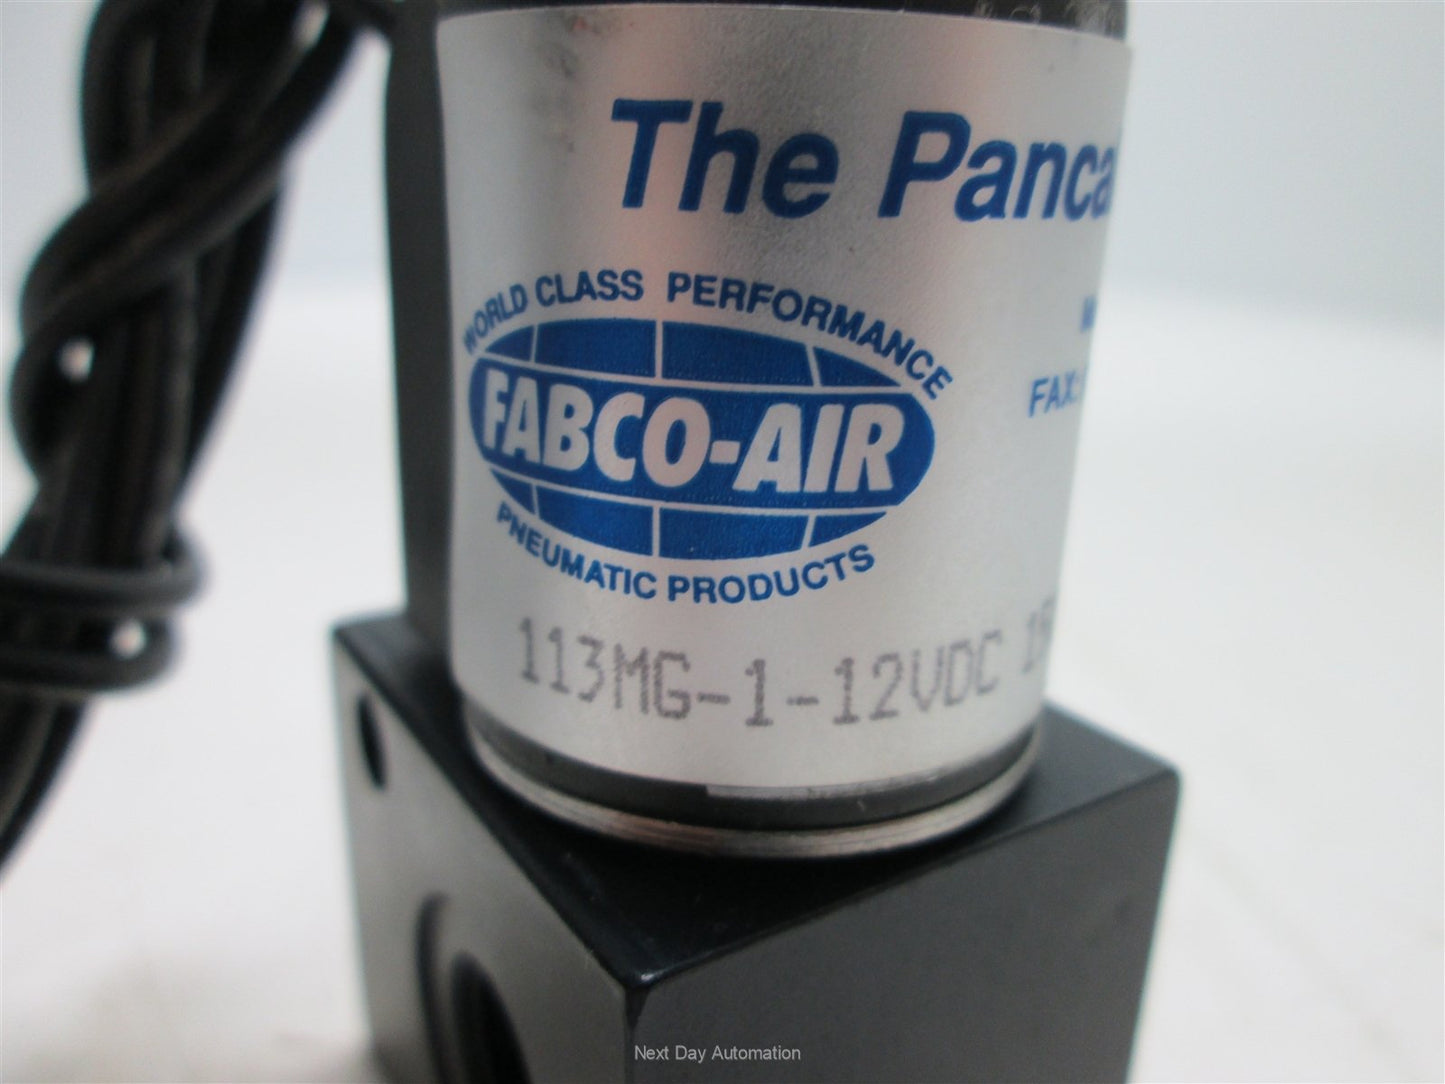 The Panca
WORLD CLASS PERFORMANCE
FAX:
FABCO-AIR
PNEUMATIC PRODUCTS
113MG-1-12VDC
Next Day Automation